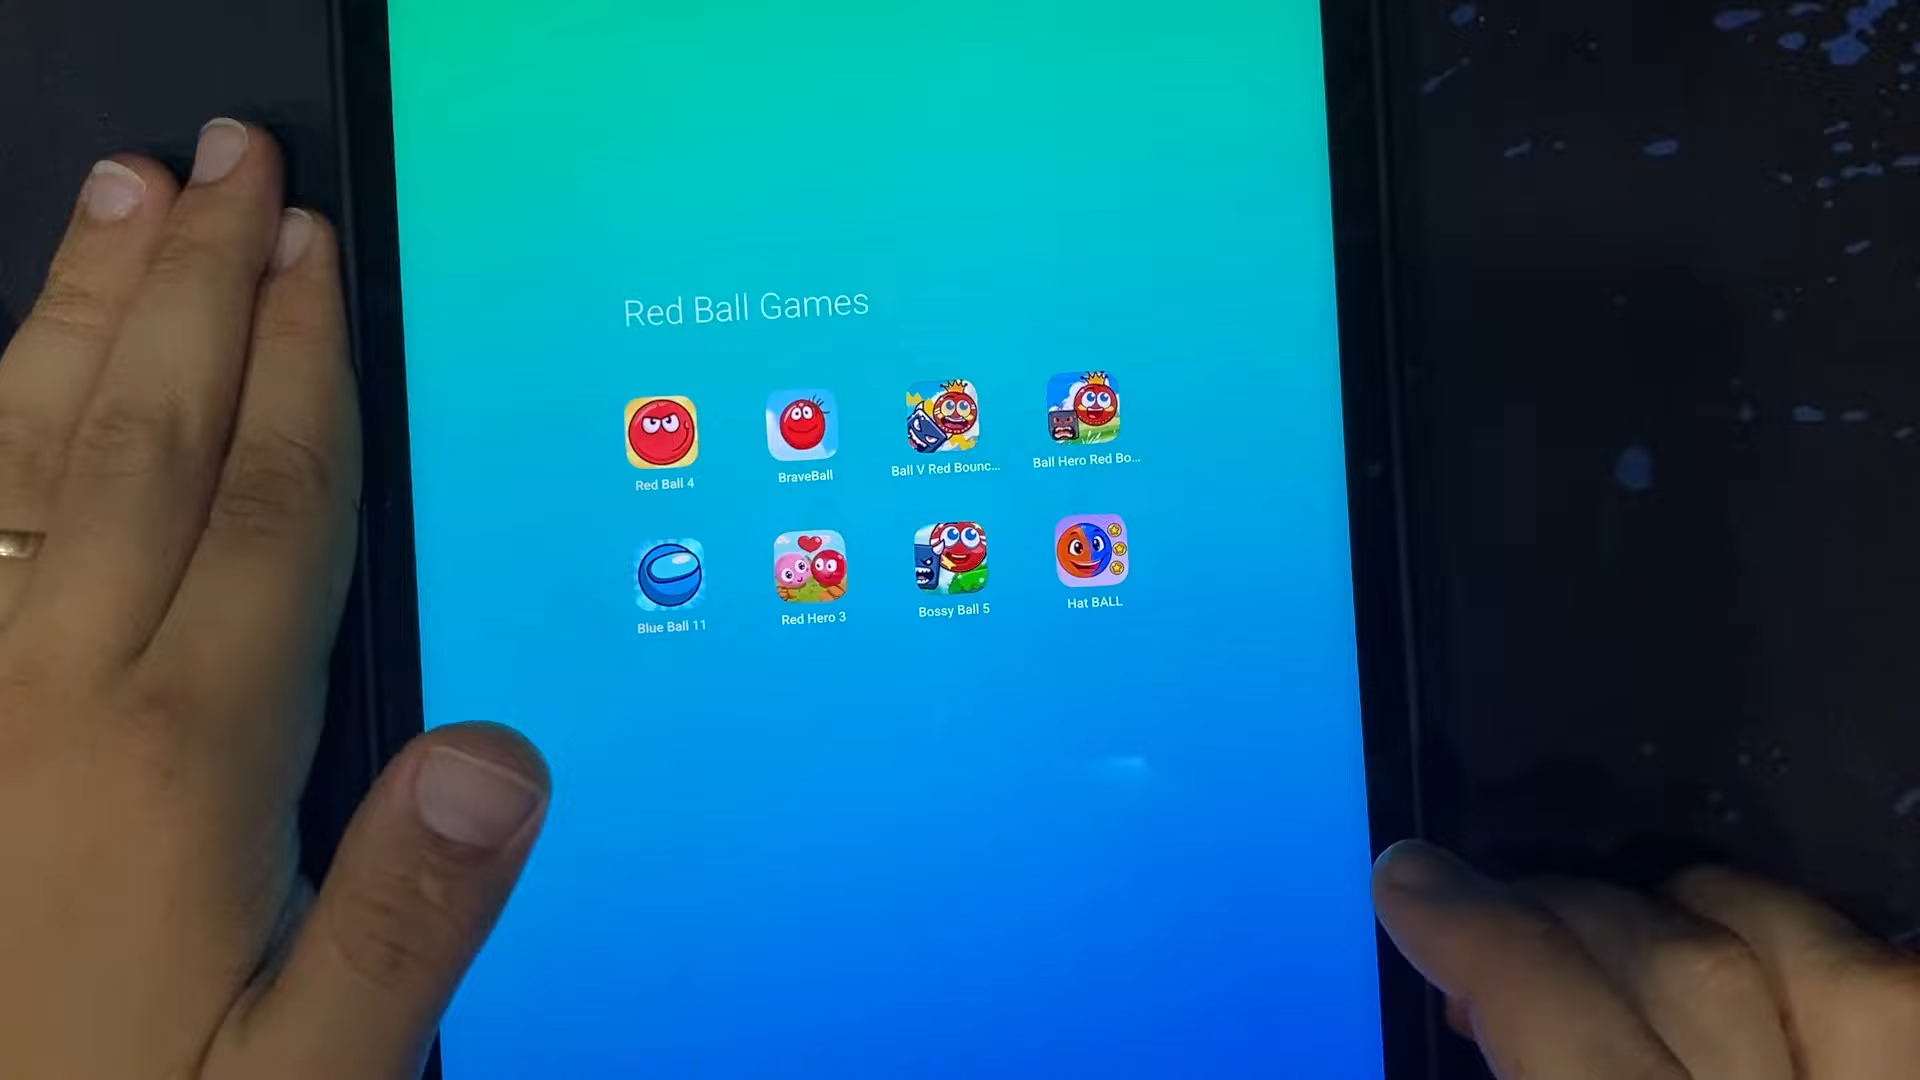 Red Ball Games
Red Ball 4
BraveBall
Ball V Red Bounc...
Ball Hero Red Bo...
Blue Ball 11
Red Hero 3
Bossy Ball 5
Hat BALL